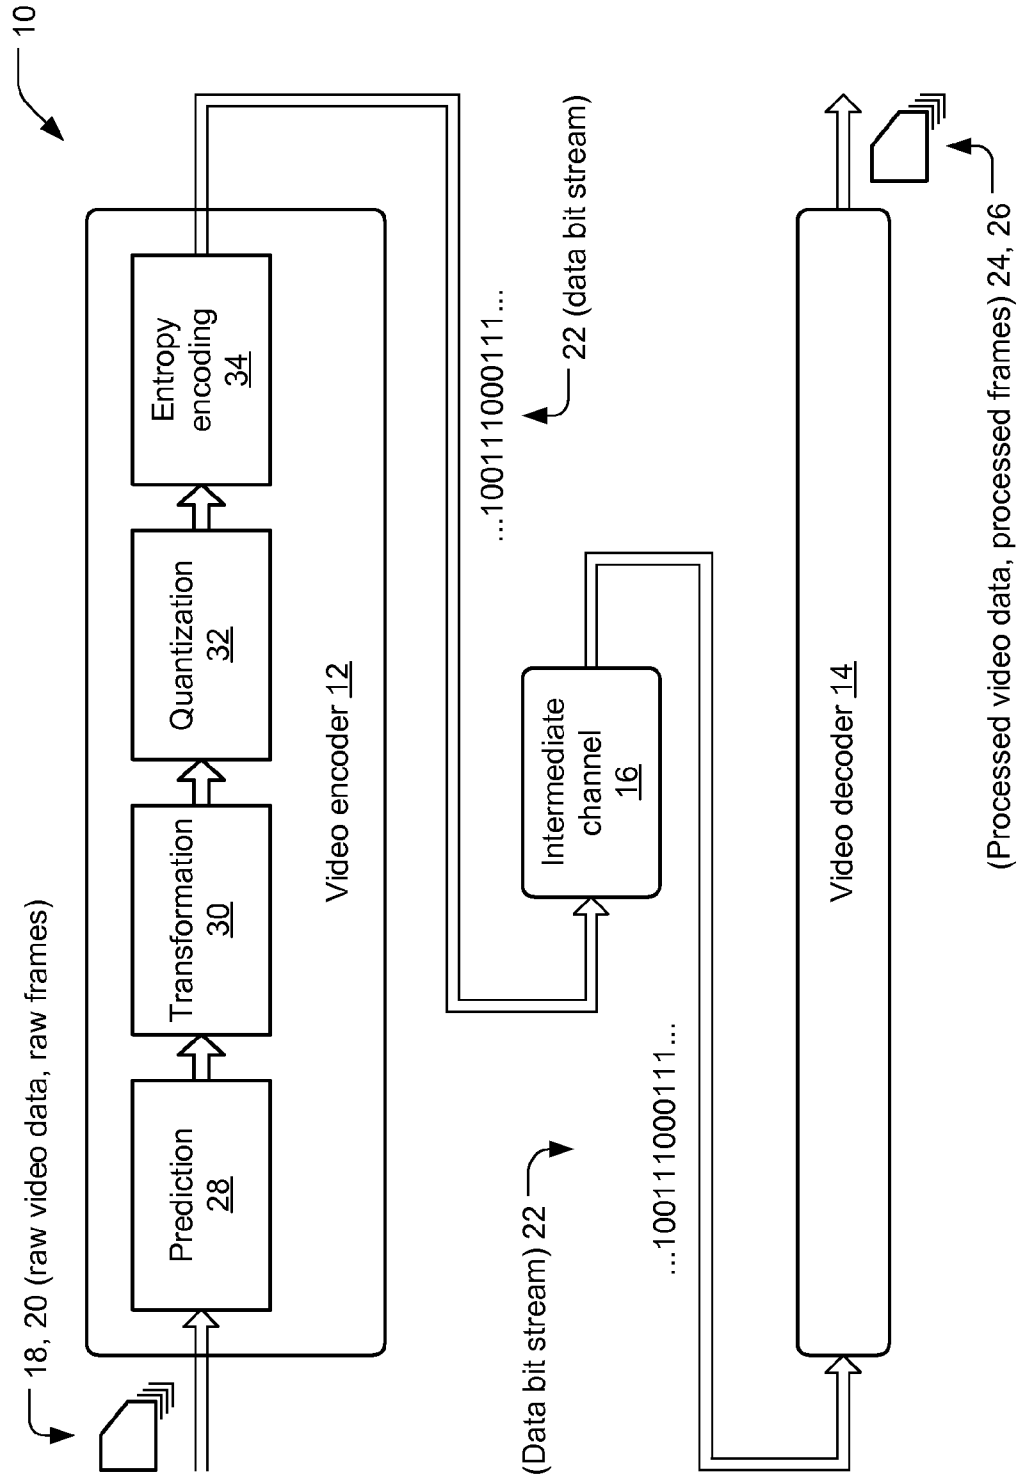 10
18, 20 (raw video data, raw frames)
Prediction
28
Transformation
30
Quantization
32
Entropy
encoding
34
Video encoder 12
...100111000111...
22 (data bit stream)
Intermediate
channel
16
(Data bit stream) 22
...100111000111...
Video decoder 14
(Processed video data, processed frames) 24, 26